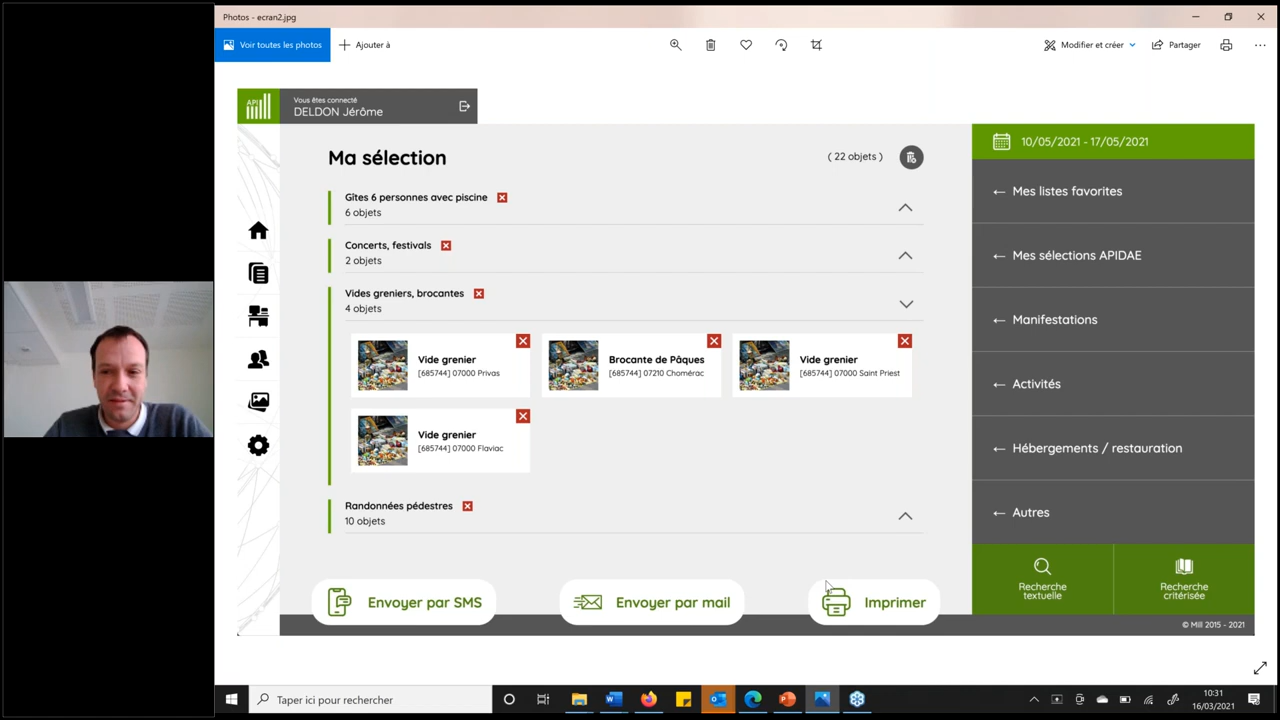 Photos - ecran2.jpg
Voir toutes les photos
Ajouter à
Modifier et créer
Partager
API
Vous êtes connecté
DELDON Jérôme
Ma sélection
( 22 objets )
Gîtes 6 personnes avec piscine
6 objets
Concerts, festivals
2 objets
Vides greniers, brocantes
4 objets
Vide grenier
[685744] 07000 Privas
Brocante de Pâques
[685744] 07210 Chomérac
Vide grenier
[685744] 07000 Saint Priest
Vide grenier
[685744] 07000 Flaviac
Randonnées pédestres
10 objets
Envoyer par SMS
Envoyer par mail
Imprimer
10/05/2021 - 17/05/2021
← Mes listes favorites
← Mes sélections APIDAE
← Manifestations
← Activités
← Hébergements / restauration
← Autres
Recherche
textuelle
Recherche
critérisée
© Mill 2015 - 2021
Taper ici pour rechercher
10:31
16/03/2021